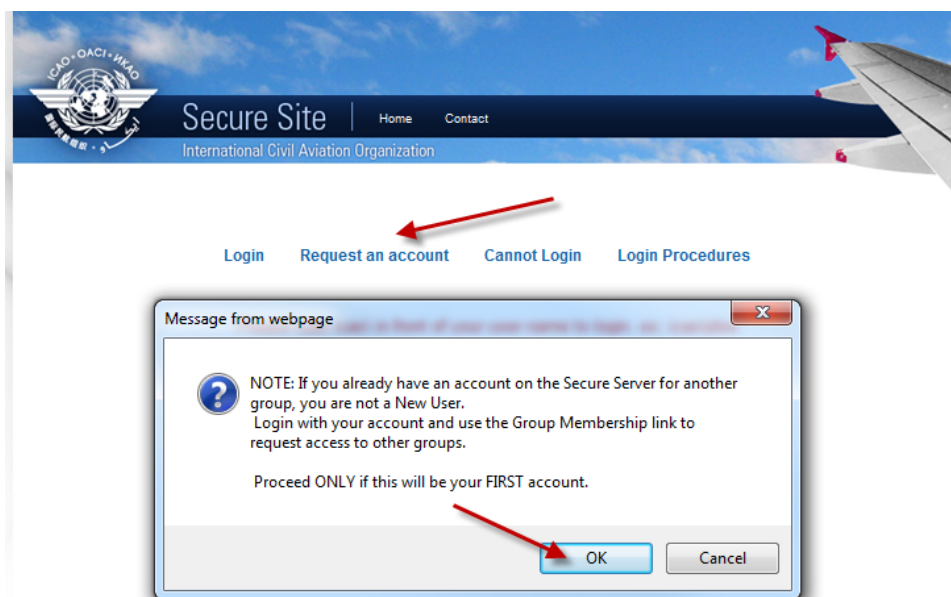 ICAO · OACI · ИКАО
Secure Site | Home Contact
International Civil Aviation Organization
Login Request an account Cannot Login Login Procedures
Message from webpage
NOTE: If you already have an account on the Secure Server for another
group, you are not a New User.
Login with your account and use the Group Membership link to
request access to other groups.
Proceed ONLY if this will be your FIRST account.
OK Cancel